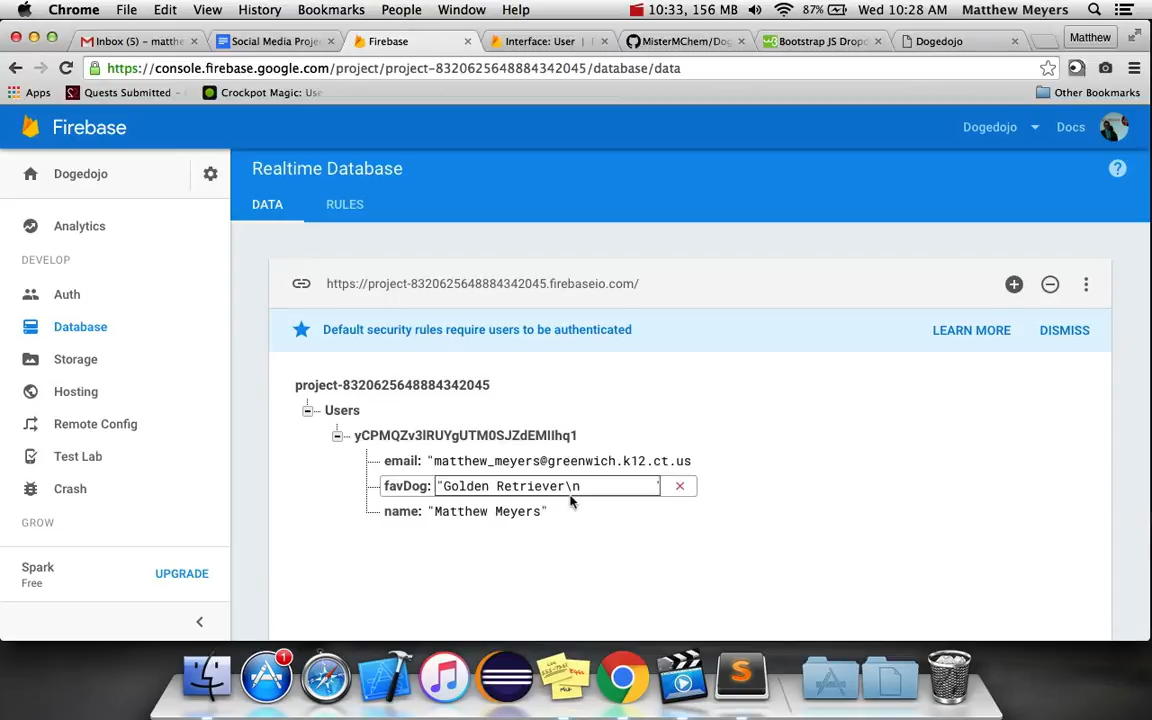 Chrome File Edit View History Bookmarks People Window Help 10:33, 156 MB 87% Wed 10:28 AM Matthew Meyers
Inbox (5) – matthe Social Media Proje Firebase Interface: User | MisterMChem/Dog Bootstrap JS Dropd Dogedojo Matthew
https://console.firebase.google.com/project/project-8320625648884342045/database/data
Apps Quests Submitted - Crockpot Magic: Use Other Bookmarks
Firebase Dogedojo Docs
Dogedojo Realtime Database ?
DATA RULES
Analytics
DEVELOP
Auth https://project-8320625648884342045.firebaseio.com/
Database Default security rules require users to be authenticated LEARN MORE DISMISS
Storage
Hosting project-8320625648884342045
Remote Config Users
yCPMQZv3lRUYgUTM0SJZdEMIIhq1
Test Lab email: "matthew_meyers@greenwich.k12.ct.us
Crash favDog: "Golden Retriever\n "
GROW name: "Matthew Meyers"
Spark
Free UPGRADE
1